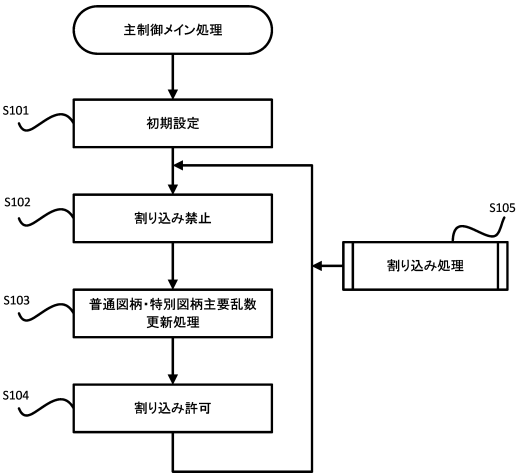 主制御メイン処理
S101
初期設定
S102
割り込み禁止
S105
割り込み処理
S103
普通図柄・特別図柄主要乱数
更新処理
S104
割り込み許可